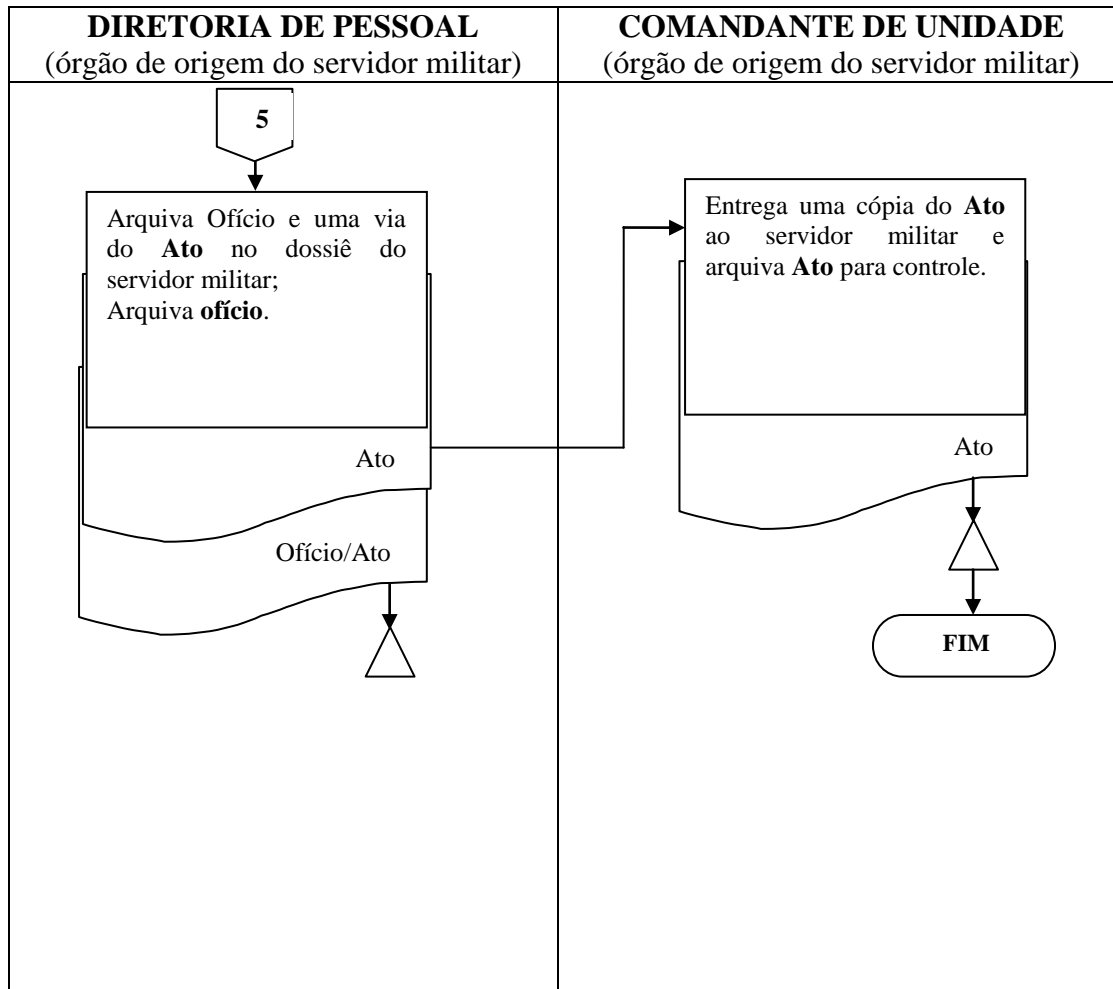 DIRETORIA DE PESSOAL
(órgão de origem do servidor militar)
COMANDANTE DE UNIDADE
(órgão de origem do servidor militar)
5
Arquiva Ofício e uma via
do Ato no dossiê do
servidor militar;
Arquiva ofício.
Ato
Ofício/Ato
Entrega uma cópia do Ato
ao servidor militar e
arquiva Ato para controle.
Ato
FIM